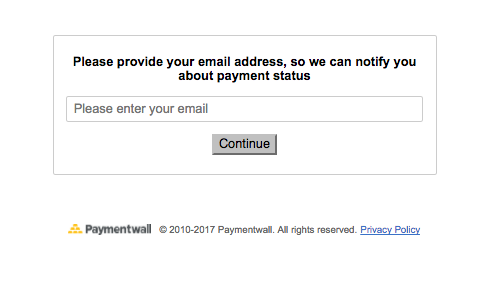 Please provide your email address, so we can notify you
about payment status
Please enter your email
Continue
Paymentwall © 2010-2017 Paymentwall. All rights reserved. Privacy Policy